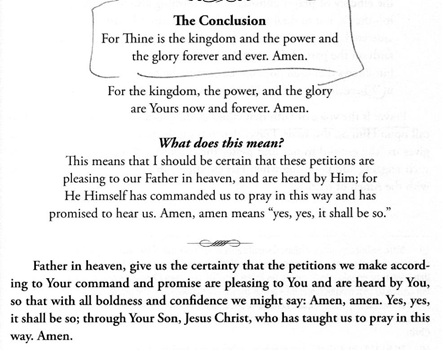 The Conclusion
For Thine is the kingdom and the power and
the glory forever and ever. Amen.
For the kingdom, the power, and the glory
are Yours now and forever. Amen.
What does this mean?
This means that I should be certain that these petitions are
pleasing to our Father in heaven, and are heard by Him; for
He Himself has commanded us to pray in this way and has
promised to hear us. Amen, amen means “yes, yes, it shall be so.”
Father in heaven, give us the certainty that the petitions we make accord-
ing to Your command and promise are pleasing to You and are heard by You,
so that with all boldness and confidence we might say: Amen, amen. Yes, yes,
it shall be so; through Your Son, Jesus Christ, who has taught us to pray in this
way. Amen.